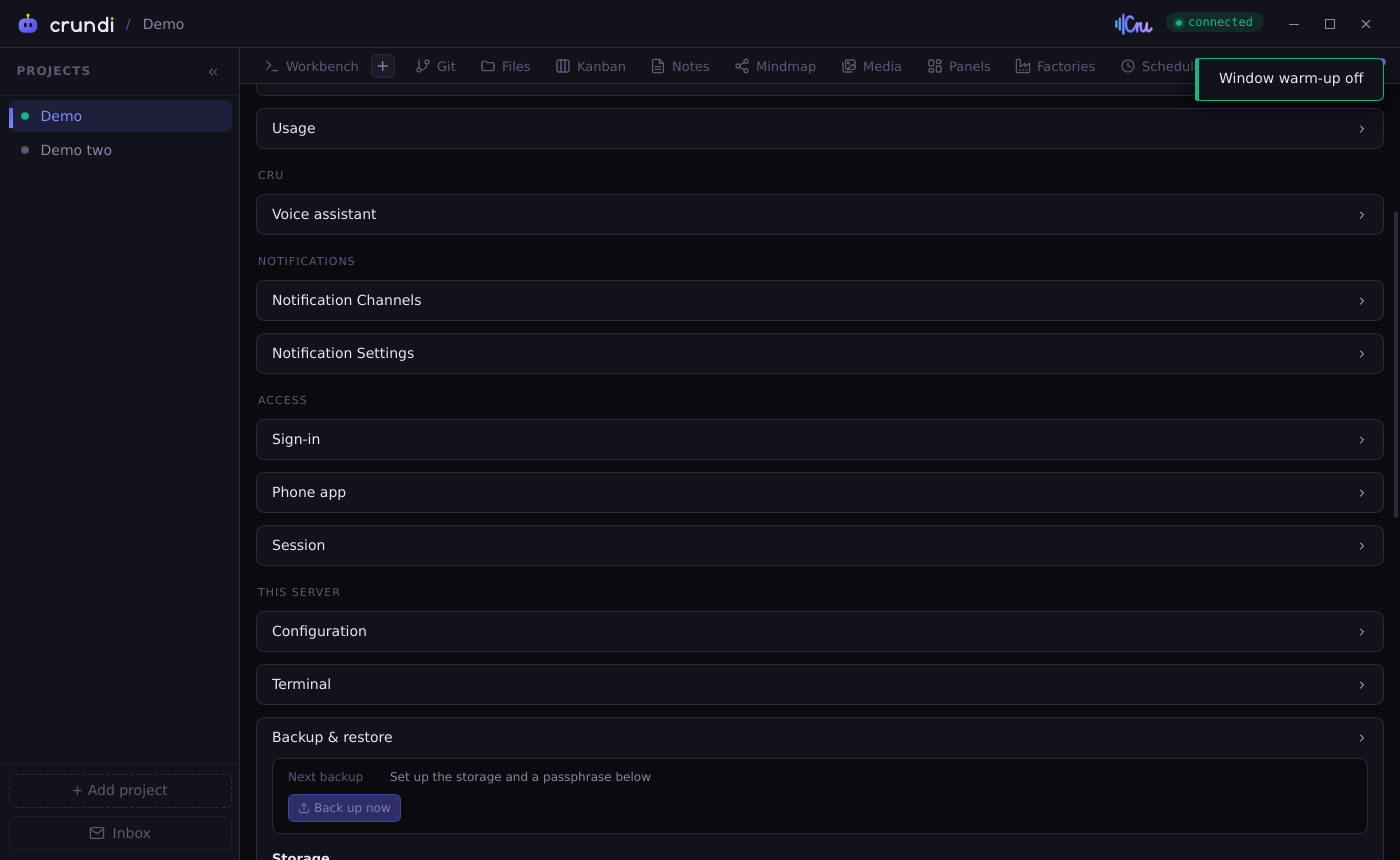 crundi / Demo
Cru
connected
PROJECTS
Workbench
Git
Files
Kanban
Notes
Mindmap
Media
Panels
Factories
Window warm-up off
Demo
Demo two
Usage
CRU
Voice assistant
NOTIFICATIONS
Notification Channels
Notification Settings
ACCESS
Sign-in
Phone app
Session
THIS SERVER
Configuration
Terminal
Backup & restore
Next backup Set up the storage and a passphrase below
Back up now
Storage
+ Add project
Inbox